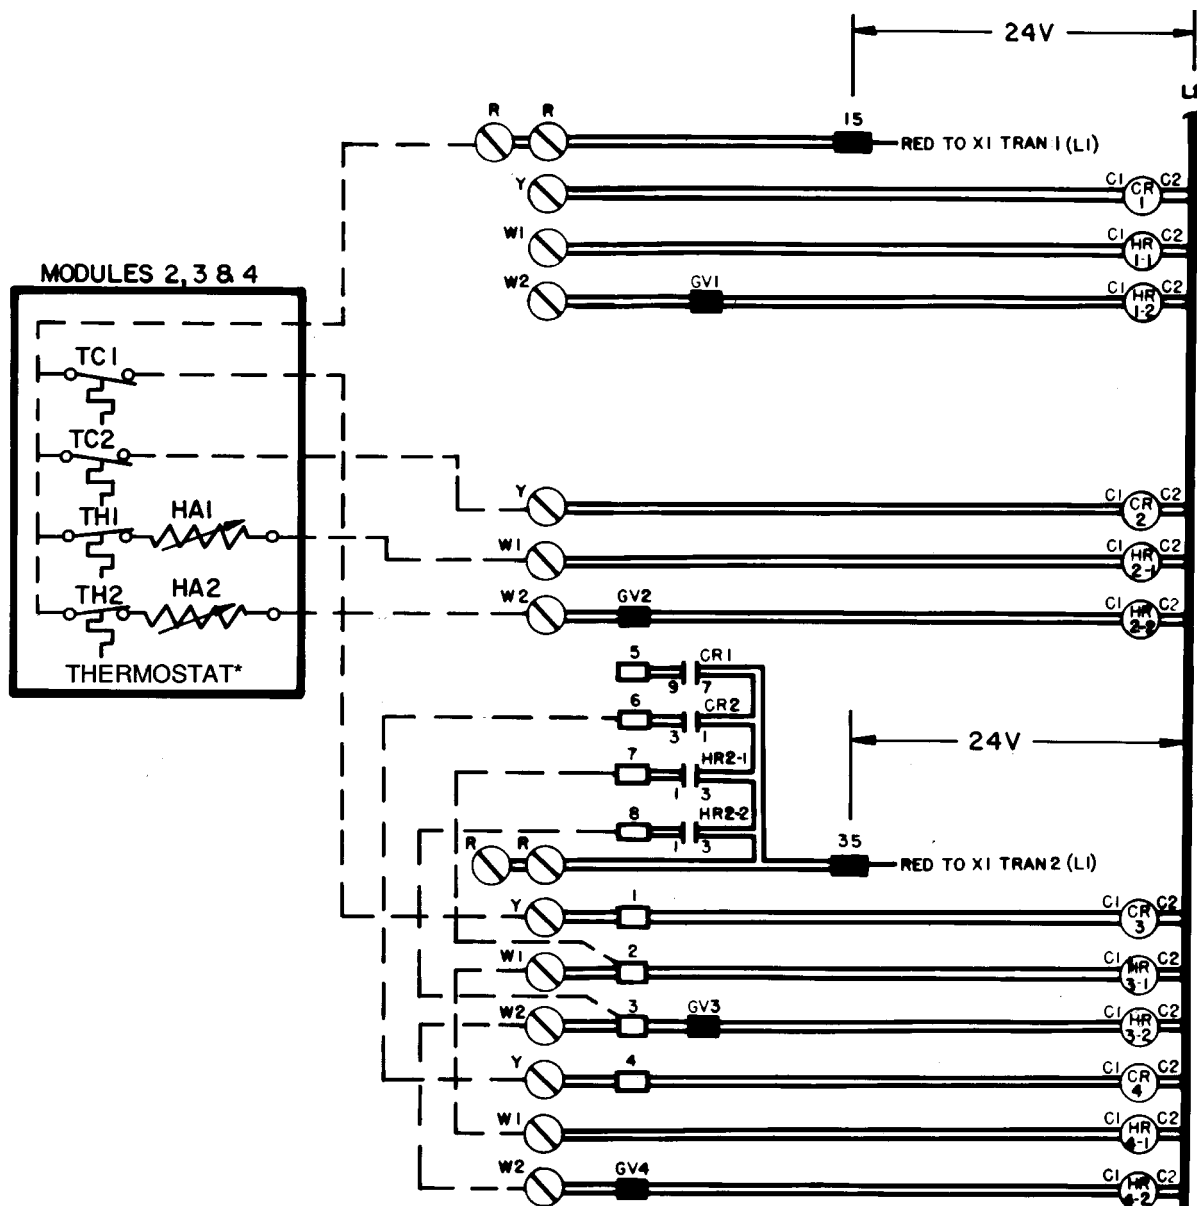 24V
L1
R R 15
RED TO X1 TRAN 1 (L1)
Y C1 CR 1 C2
W1 C1 HR 1-1 C2
MODULES 2, 3 & 4
W2 GV1 C1 HR 1-2 C2
TC1
TC2
Y C1 CR 2 C2
TH1 HA1
W1 C1 HR 2-1 C2
TH2 HA2
W2 GV2 C1 HR 2-2 C2
THERMOSTAT*
5 CR1
9 7
6 CR2
3 1
24V
7 HR2-1
1 3
8 HR2-2
1 3
R R 35
RED TO X1 TRAN 2 (L1)
Y 1 C1 CR 3 C2
W1 2 C1 HR 3-1 C2
W2 3 GV3 C1 HR 3-2 C2
Y 4 C1 CR 4 C2
W1 C1 HR 4-1 C2
W2 GV4 C1 HR 4-2 C2